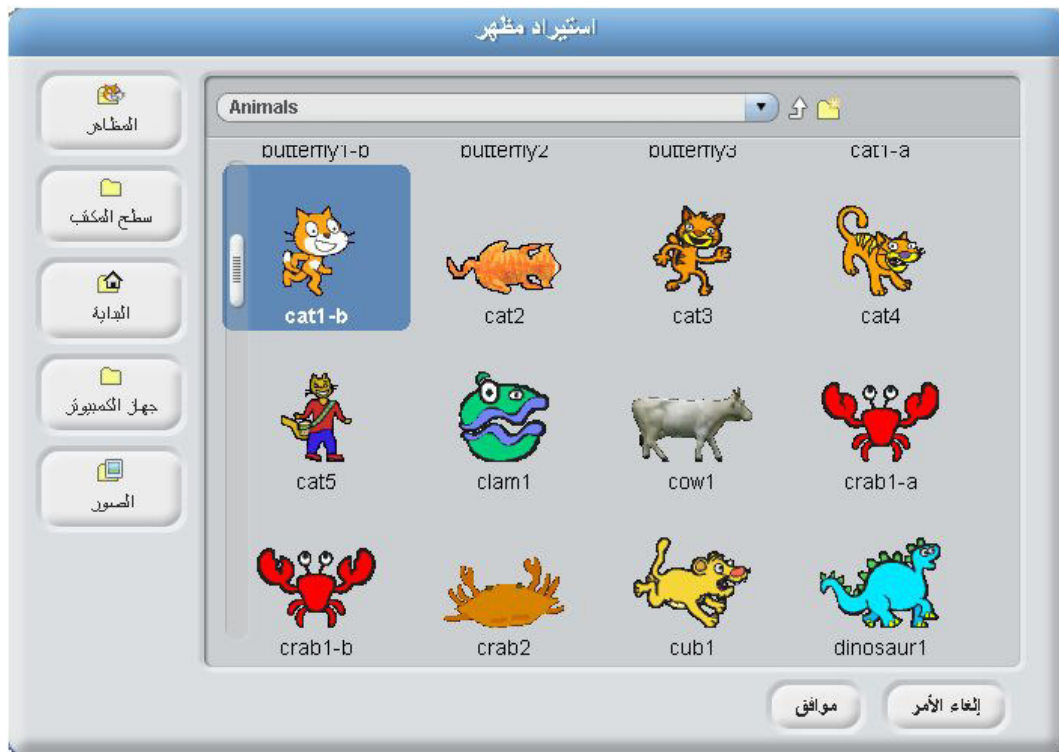 استيراد مظهر
المظاهر
سطح المكتب
البداية
جهاز الكمبيوتر
الصور
Animals
butterfly1-b butterfly2 butterfly3 cat1-a
cat1-b cat2 cat3 cat4
cat5 clam1 cow1 crab1-a
crab1-b crab2 cub1 dinosaur1
موافق إلغاء الأمر